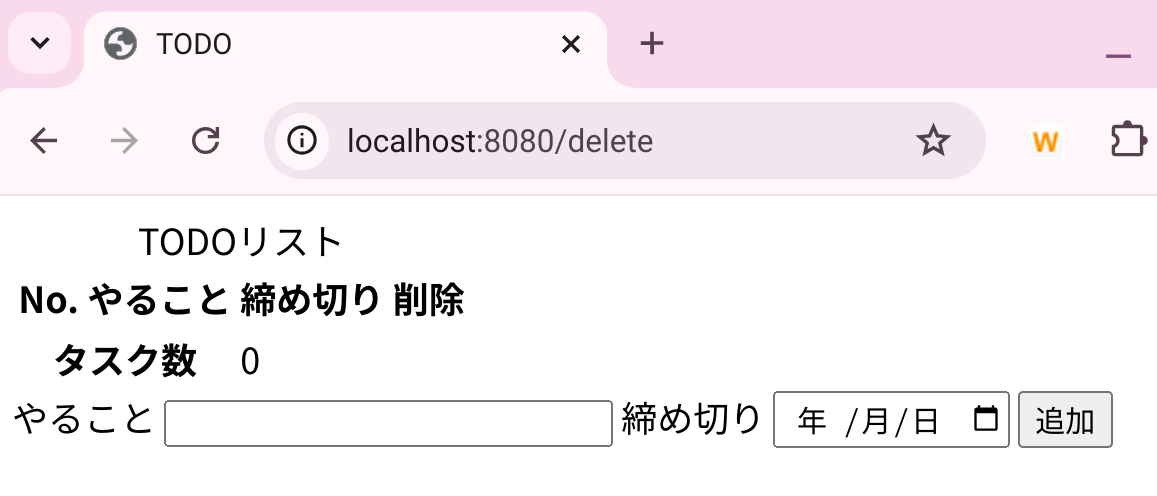 TODO
localhost:8080/delete
W
TODOリスト
No. やること 締め切り 削除
タスク数 0
やること 締め切り 年 /月/日 追加